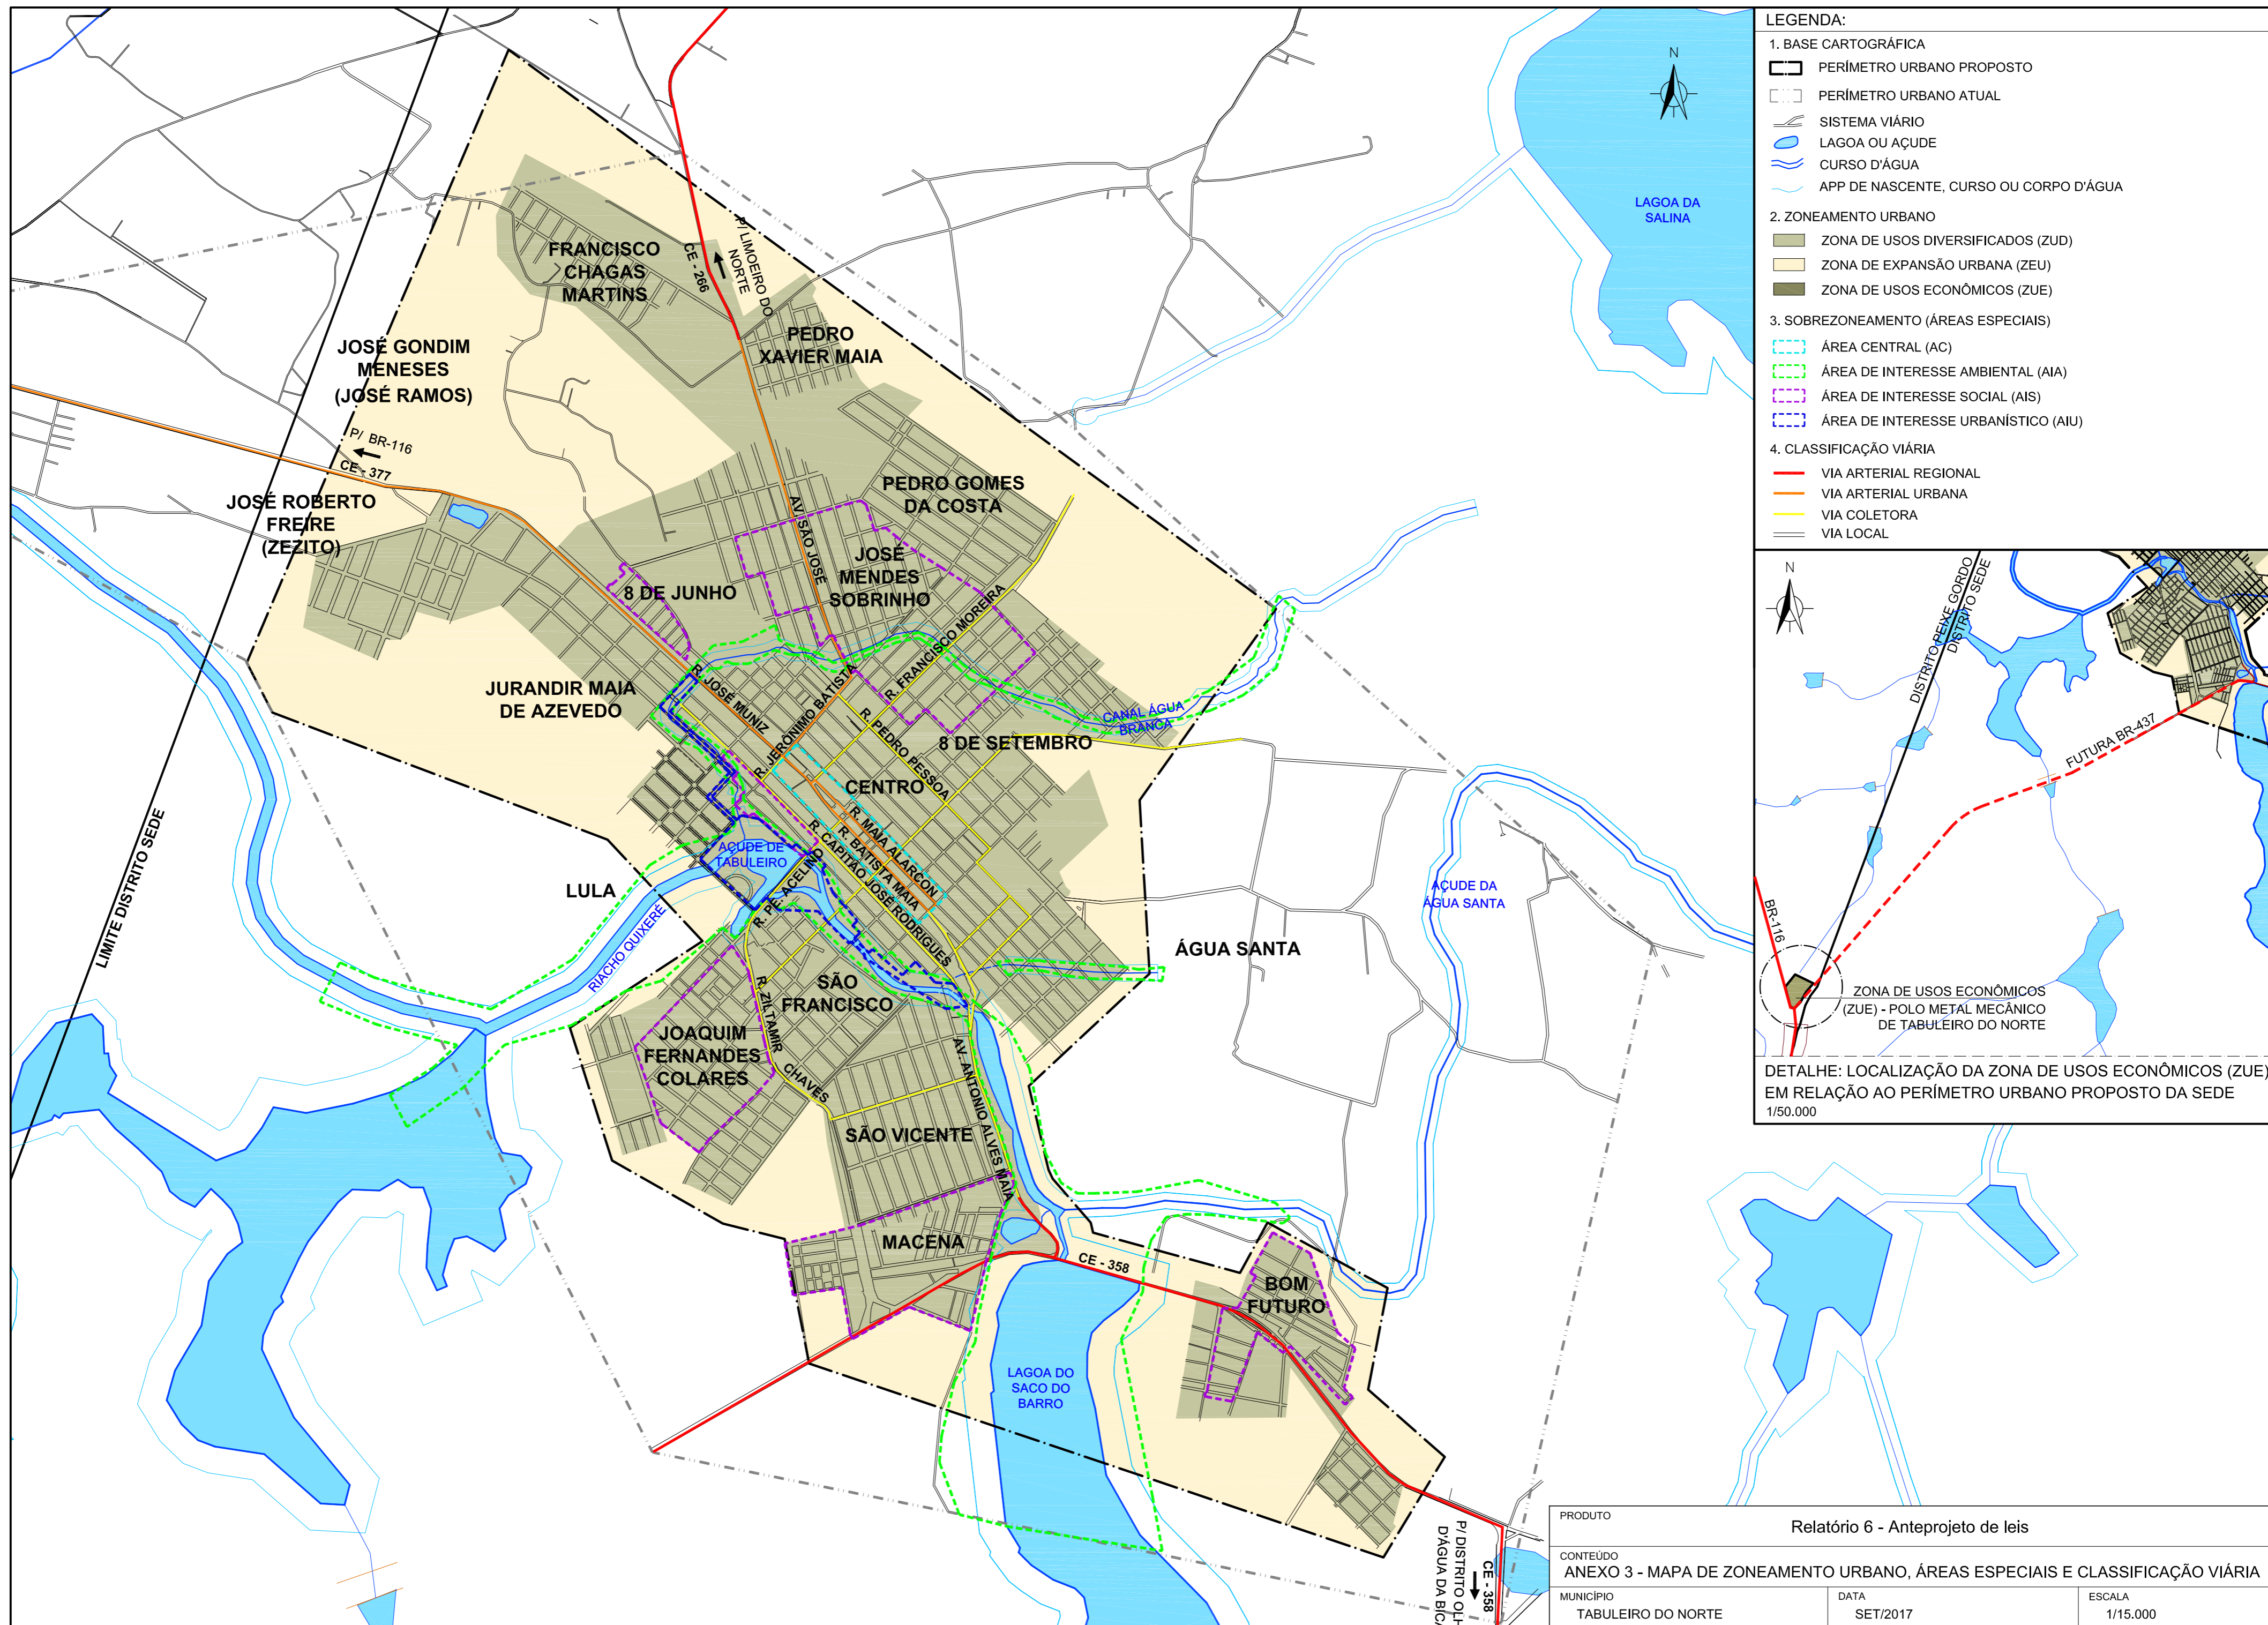 LEGENDA:
1. BASE CARTOGRÁFICA
PERÍMETRO URBANO PROPOSTO
PERÍMETRO URBANO ATUAL
SISTEMA VIÁRIO
LAGOA OU AÇUDE
CURSO D'ÁGUA
APP DE NASCENTE, CURSO OU CORPO D'ÁGUA
2. ZONEAMENTO URBANO
ZONA DE USOS DIVERSIFICADOS (ZUD)
ZONA DE EXPANSÃO URBANA (ZEU)
ZONA DE USOS ECONÔMICOS (ZUE)
3. SOBREZONEAMENTO (ÁREAS ESPECIAIS)
ÁREA CENTRAL (AC)
ÁREA DE INTERESSE AMBIENTAL (AIA)
ÁREA DE INTERESSE SOCIAL (AIS)
ÁREA DE INTERESSE URBANÍSTICO (AIU)
4. CLASSIFICAÇÃO VIÁRIA
VIA ARTERIAL REGIONAL
VIA ARTERIAL URBANA
VIA COLETORA
VIA LOCAL
N
LAGOA DA
SALINA
FRANCISCO
CHAGAS
MARTINS
CE - 266
P/ LIMOEIRO DO
NORTE
PEDRO
XAVIER MAIA
JOSÉ GONDIM
MENESES
(JOSÉ RAMOS)
P/ BR-116
CE - 377
JOSÉ ROBERTO
FREIRE
(ZEZITO)
PEDRO GOMES
DA COSTA
AV. SÃO JOSÉ
JOSÉ
MENDES
SOBRINHO
8 DE JUNHO
R. FRANCISCO MOREIRA
JURANDIR MAIA
DE AZEVEDO
R. JOSÉ MUNIZ
R. JERÔNIMO BATISTA
R. PEDRO PESSOA
CANAL ÁGUA
BRANCA
8 DE SETEMBRO
CENTRO
R. MAIA ALARCON
R. BATISTA MAIA
R. CAPITÃO JOSÉ RODRIGUES
AÇUDE DE
TABULEIRO
R. PE. ACELINO
LULA
RIACHO QUIXERÉ
LIMITE DISTRITO SEDE
AÇUDE DA
ÁGUA SANTA
ÁGUA SANTA
SÃO
FRANCISCO
R. ZILTAMIR
CHAVES
JOAQUIM
FERNANDES
COLARES
AV. ANTONIO ALVES MAIA
SÃO VICENTE
MACENA
CE - 358
BOM
FUTURO
LAGOA DO
SACO DO
BARRO
P/ DISTRITO OLH
D'ÁGUA DA BICA
CE - 358
N
DISTRITO PEIXE GORDO
DISTRITO SEDE
FUTURA BR-437
BR-116
ZONA DE USOS ECONÔMICOS
(ZUE) - POLO METAL MECÂNICO
DE TABULEIRO DO NORTE
DETALHE: LOCALIZAÇÃO DA ZONA DE USOS ECONÔMICOS (ZUE)
EM RELAÇÃO AO PERÍMETRO URBANO PROPOSTO DA SEDE
1/50.000
PRODUTO
Relatório 6 - Anteprojeto de leis
CONTEÚDO
ANEXO 3 - MAPA DE ZONEAMENTO URBANO, ÁREAS ESPECIAIS E CLASSIFICAÇÃO VIÁRIA
MUNICÍPIO
TABULEIRO DO NORTE
DATA
SET/2017
ESCALA
1/15.000